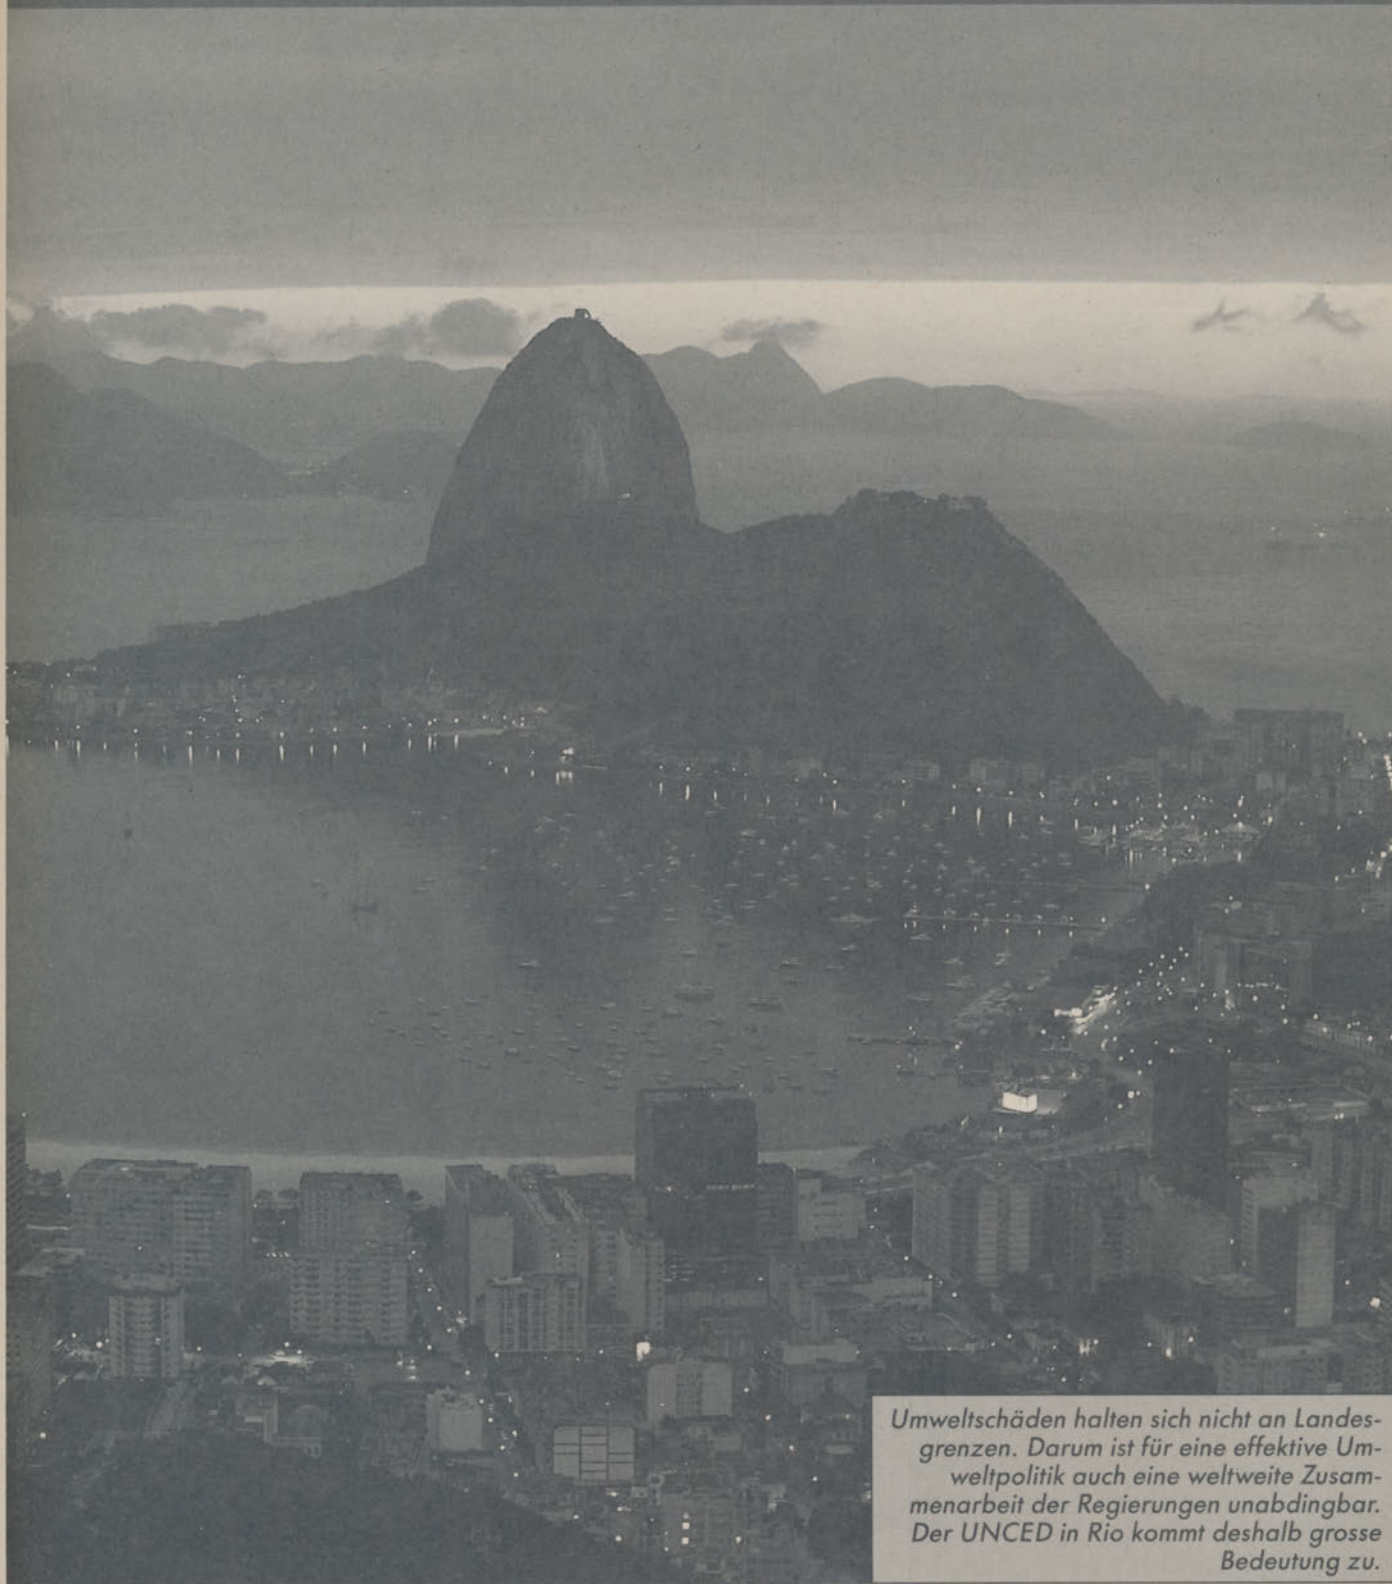 Umweltschäden halten sich nicht an Landes-
grenzen. Darum ist für eine effektive Um-
weltpolitik auch eine weltweite Zusam-
menarbeit der Regierungen unabdingbar.
Der UNCED in Rio kommt deshalb grosse
Bedeutung zu.